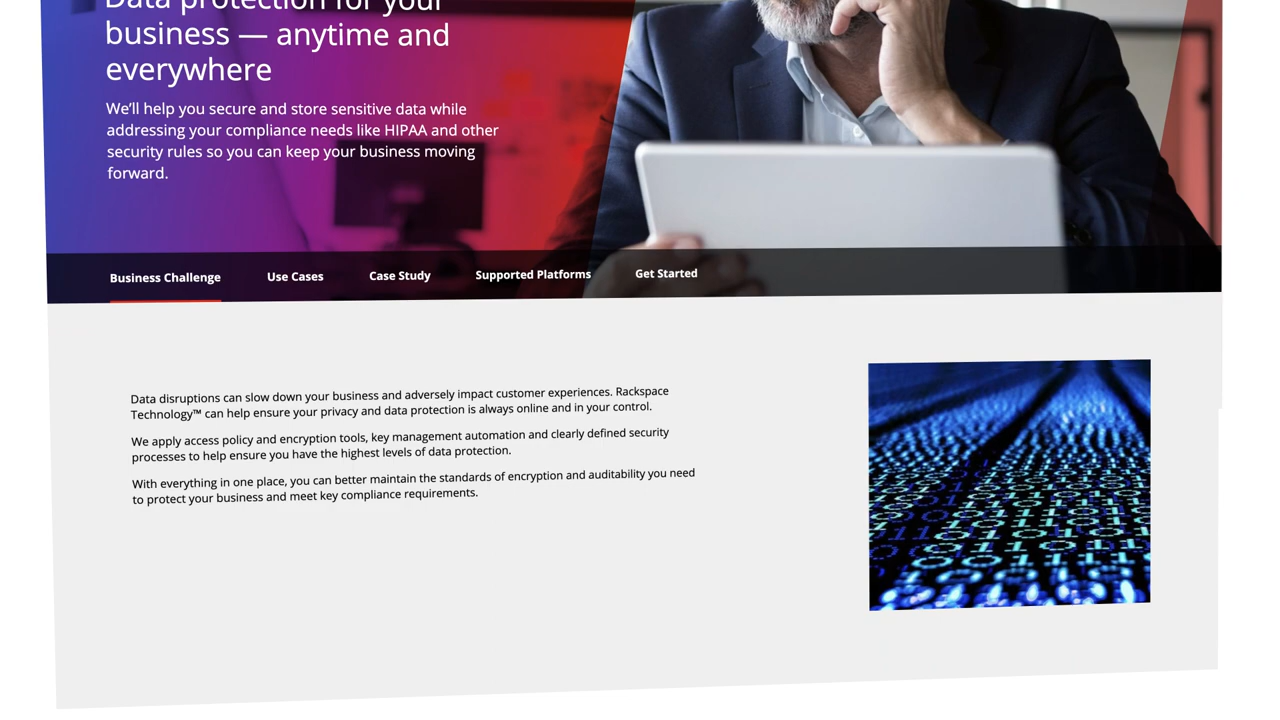 Data protection for your
business — anytime and
everywhere
We'll help you secure and store sensitive data while
addressing your compliance needs like HIPAA and other
security rules so you can keep your business moving
forward.
Business Challenge Use Cases Case Study Supported Platforms Get Started
Data disruptions can slow down your business and adversely impact customer experiences. Rackspace
Technology™ can help ensure your privacy and data protection is always online and in your control.
We apply access policy and encryption tools, key management automation and clearly defined security
processes to help ensure you have the highest levels of data protection.
With everything in one place, you can better maintain the standards of encryption and auditability you need
to protect your business and meet key compliance requirements.